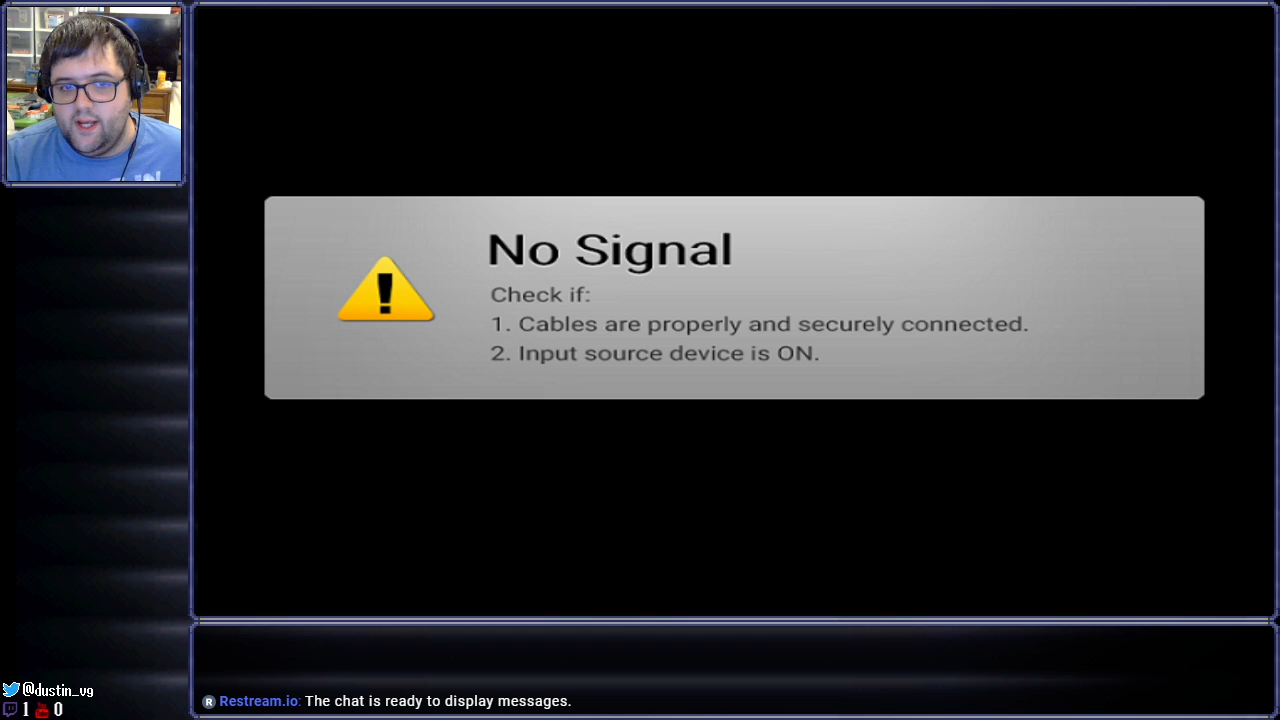 No Signal
Check if:
1. Cables are properly and securely connected.
2. Input source device is ON.
@dustin_vg
1 0
R Restream.io: The chat is ready to display messages.